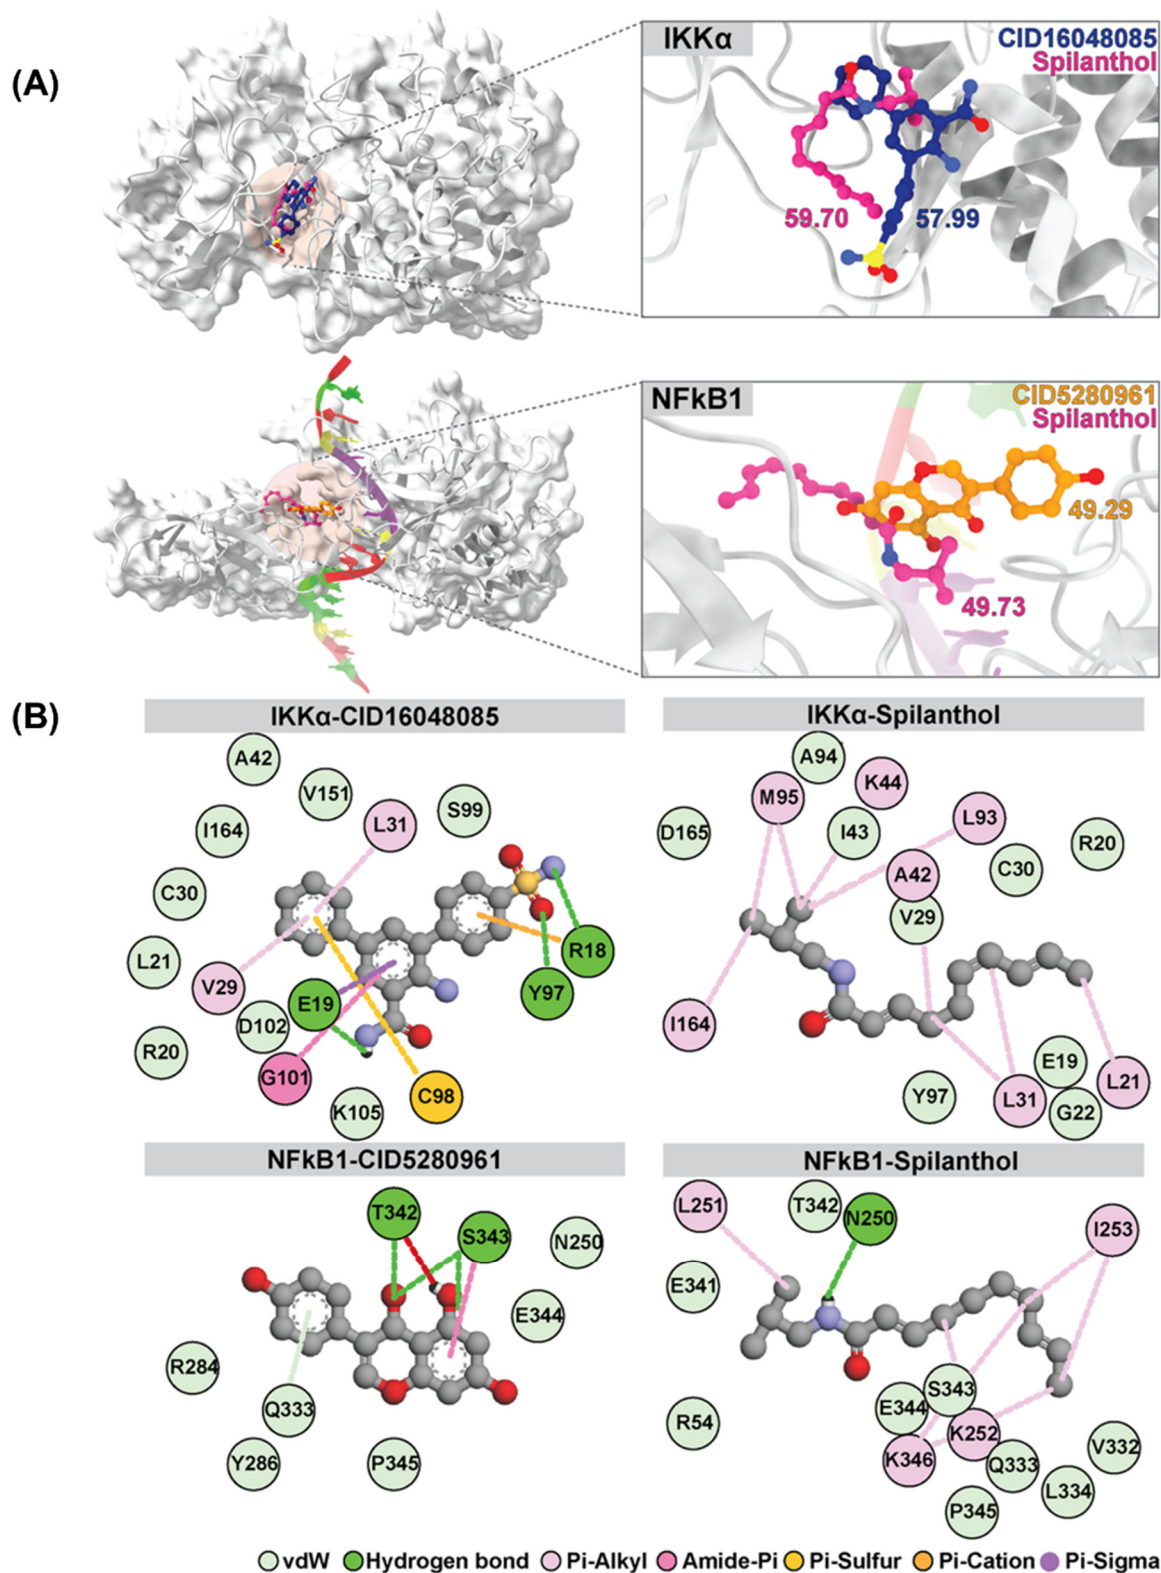 (A)
IKKα
CID16048085
Spilanthol
59.70
57.99
NFkB1
CID5280961
Spilanthol
49.29
49.73
(B)
IKKα-CID16048085
A42
V151
L31
S99
I164
C30
L21
V29
E19
D102
R20
G101
K105
C98
R18
Y97
IKKα-Spilanthol
A94
M95
K44
D165
I43
L93
R20
A42
C30
V29
I164
Y97
L31
E19
G22
L21
NFkB1-CID5280961
T342
S343
N250
E344
R284
Q333
Y286
P345
NFkB1-Spilanthol
L251
T342
N250
I253
E341
R54
E344
S343
K252
K346
Q333
V332
L334
P345
vdW Hydrogen bond Pi-Alkyl Amide-Pi Pi-Sulfur Pi-Cation Pi-Sigma